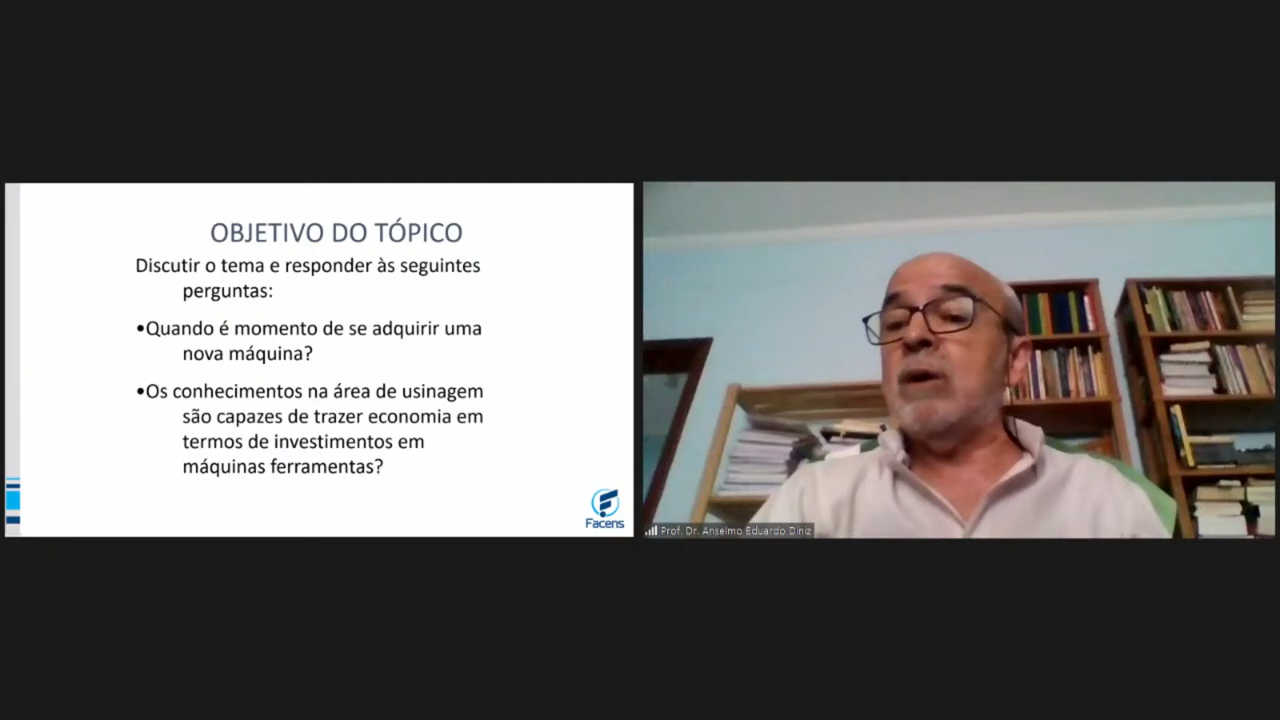 OBJETIVO DO TÓPICO
Discutir o tema e responder às seguintes
perguntas:
•Quando é momento de se adquirir uma
nova máquina?
•Os conhecimentos na área de usinagem
são capazes de trazer economia em
termos de investimentos em
máquinas ferramentas?
Facens
Prof. Dr. Anselmo Eduardo Diniz